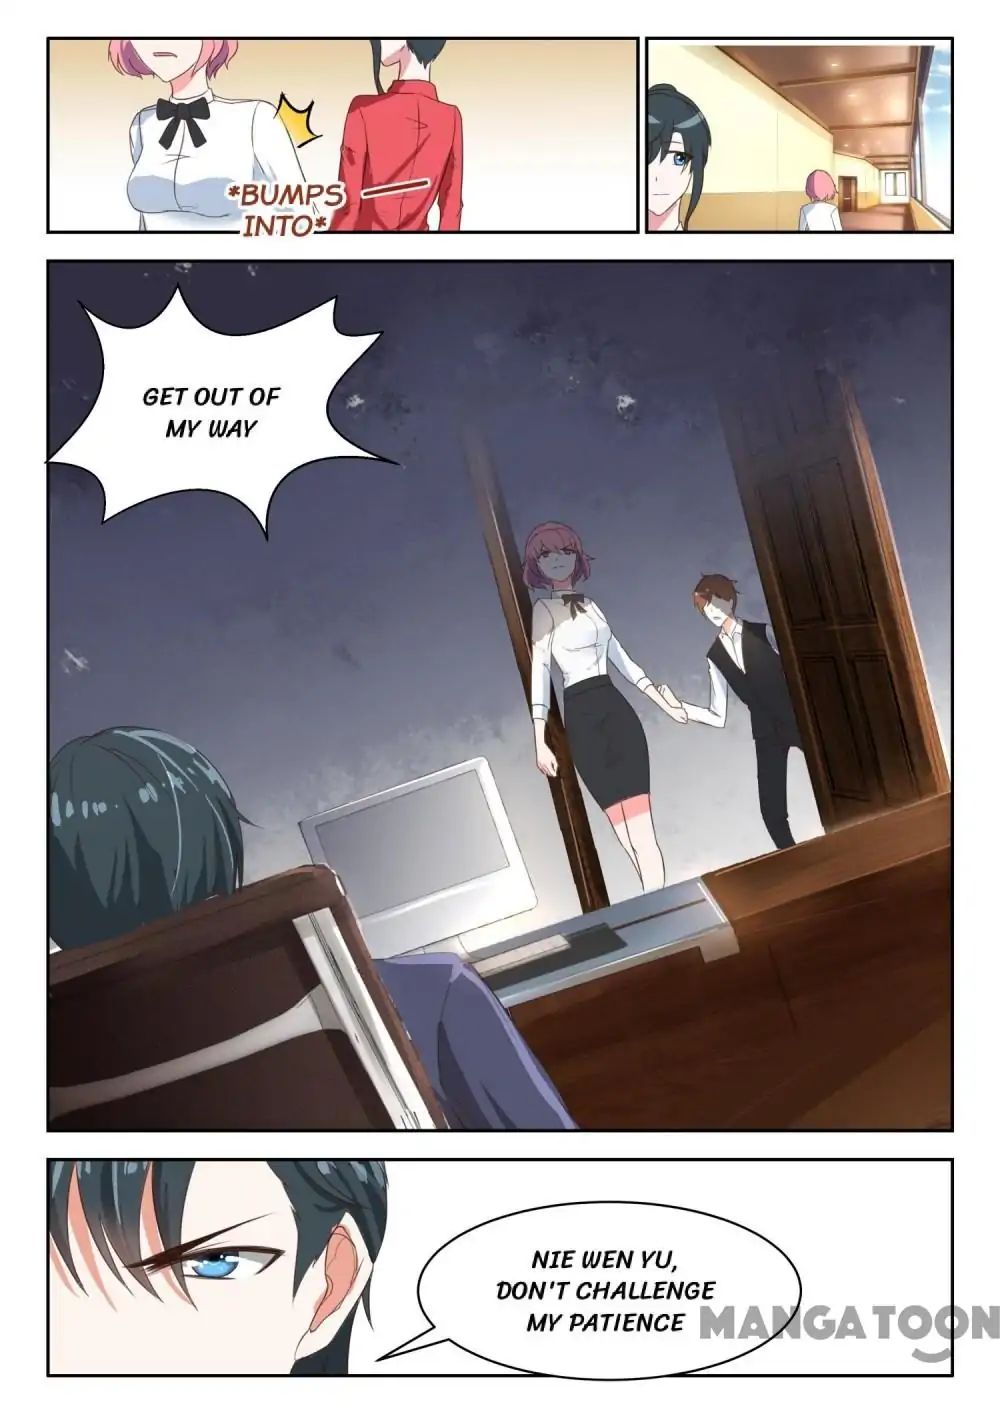 *BUMPS
INTO*
GET OUT OF
MY WAY
NIE WEN YU,
DON'T CHALLENGE
MY PATIENCE
MANGATOON